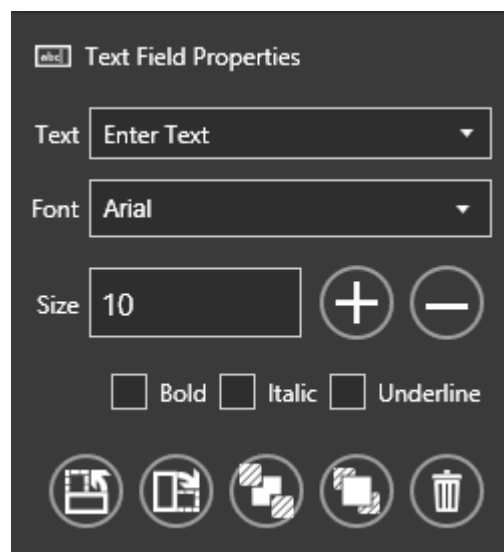 abc Text Field Properties
Text Enter Text
Font Arial
Size 10
Bold Italic Underline